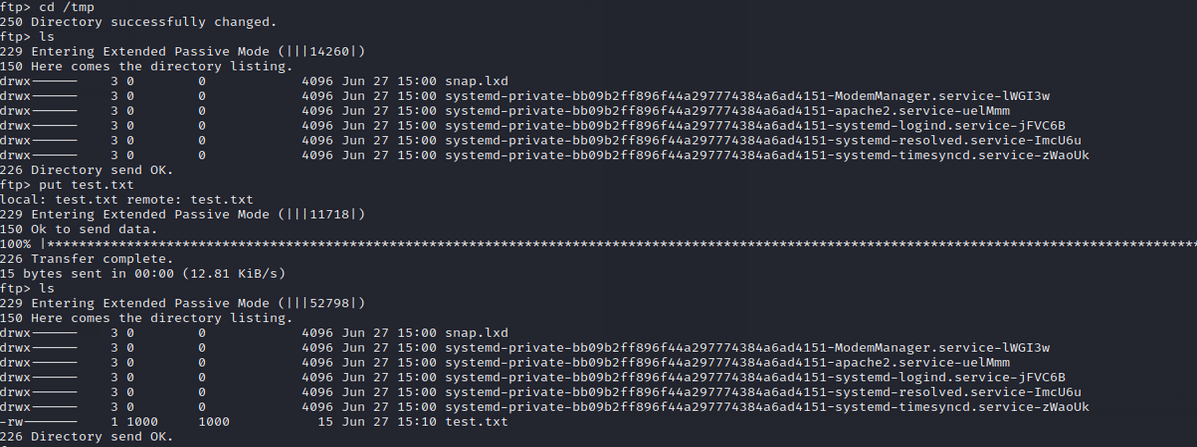 ftp> cd /tmp
250 Directory successfully changed.
ftp> ls
229 Entering Extended Passive Mode (|||14260|)
150 Here comes the directory listing.
drwx------    3 0        0            4096 Jun 27 15:00 snap.lxd
drwx------    3 0        0            4096 Jun 27 15:00 systemd-private-bb09b2ff896f44a297774384a6ad4151-ModemManager.service-lWGI3w
drwx------    3 0        0            4096 Jun 27 15:00 systemd-private-bb09b2ff896f44a297774384a6ad4151-apache2.service-uelMmm
drwx------    3 0        0            4096 Jun 27 15:00 systemd-private-bb09b2ff896f44a297774384a6ad4151-systemd-logind.service-jFVC6B
drwx------    3 0        0            4096 Jun 27 15:00 systemd-private-bb09b2ff896f44a297774384a6ad4151-systemd-resolved.service-ImcU6u
drwx------    3 0        0            4096 Jun 27 15:00 systemd-private-bb09b2ff896f44a297774384a6ad4151-systemd-timesyncd.service-zWaoUk
226 Directory send OK.
ftp> put test.txt
local: test.txt remote: test.txt
229 Entering Extended Passive Mode (|||11718|)
150 Ok to send data.
100% |***********************************************************************************************************************************************
226 Transfer complete.
15 bytes sent in 00:00 (12.81 KiB/s)
ftp> ls
229 Entering Extended Passive Mode (|||52798|)
150 Here comes the directory listing.
drwx------    3 0        0            4096 Jun 27 15:00 snap.lxd
drwx------    3 0        0            4096 Jun 27 15:00 systemd-private-bb09b2ff896f44a297774384a6ad4151-ModemManager.service-lWGI3w
drwx------    3 0        0            4096 Jun 27 15:00 systemd-private-bb09b2ff896f44a297774384a6ad4151-apache2.service-uelMmm
drwx------    3 0        0            4096 Jun 27 15:00 systemd-private-bb09b2ff896f44a297774384a6ad4151-systemd-logind.service-jFVC6B
drwx------    3 0        0            4096 Jun 27 15:00 systemd-private-bb09b2ff896f44a297774384a6ad4151-systemd-resolved.service-ImcU6u
drwx------    3 0        0            4096 Jun 27 15:00 systemd-private-bb09b2ff896f44a297774384a6ad4151-systemd-timesyncd.service-zWaoUk
-rw-------    1 1000     1000           15 Jun 27 15:10 test.txt
226 Directory send OK.